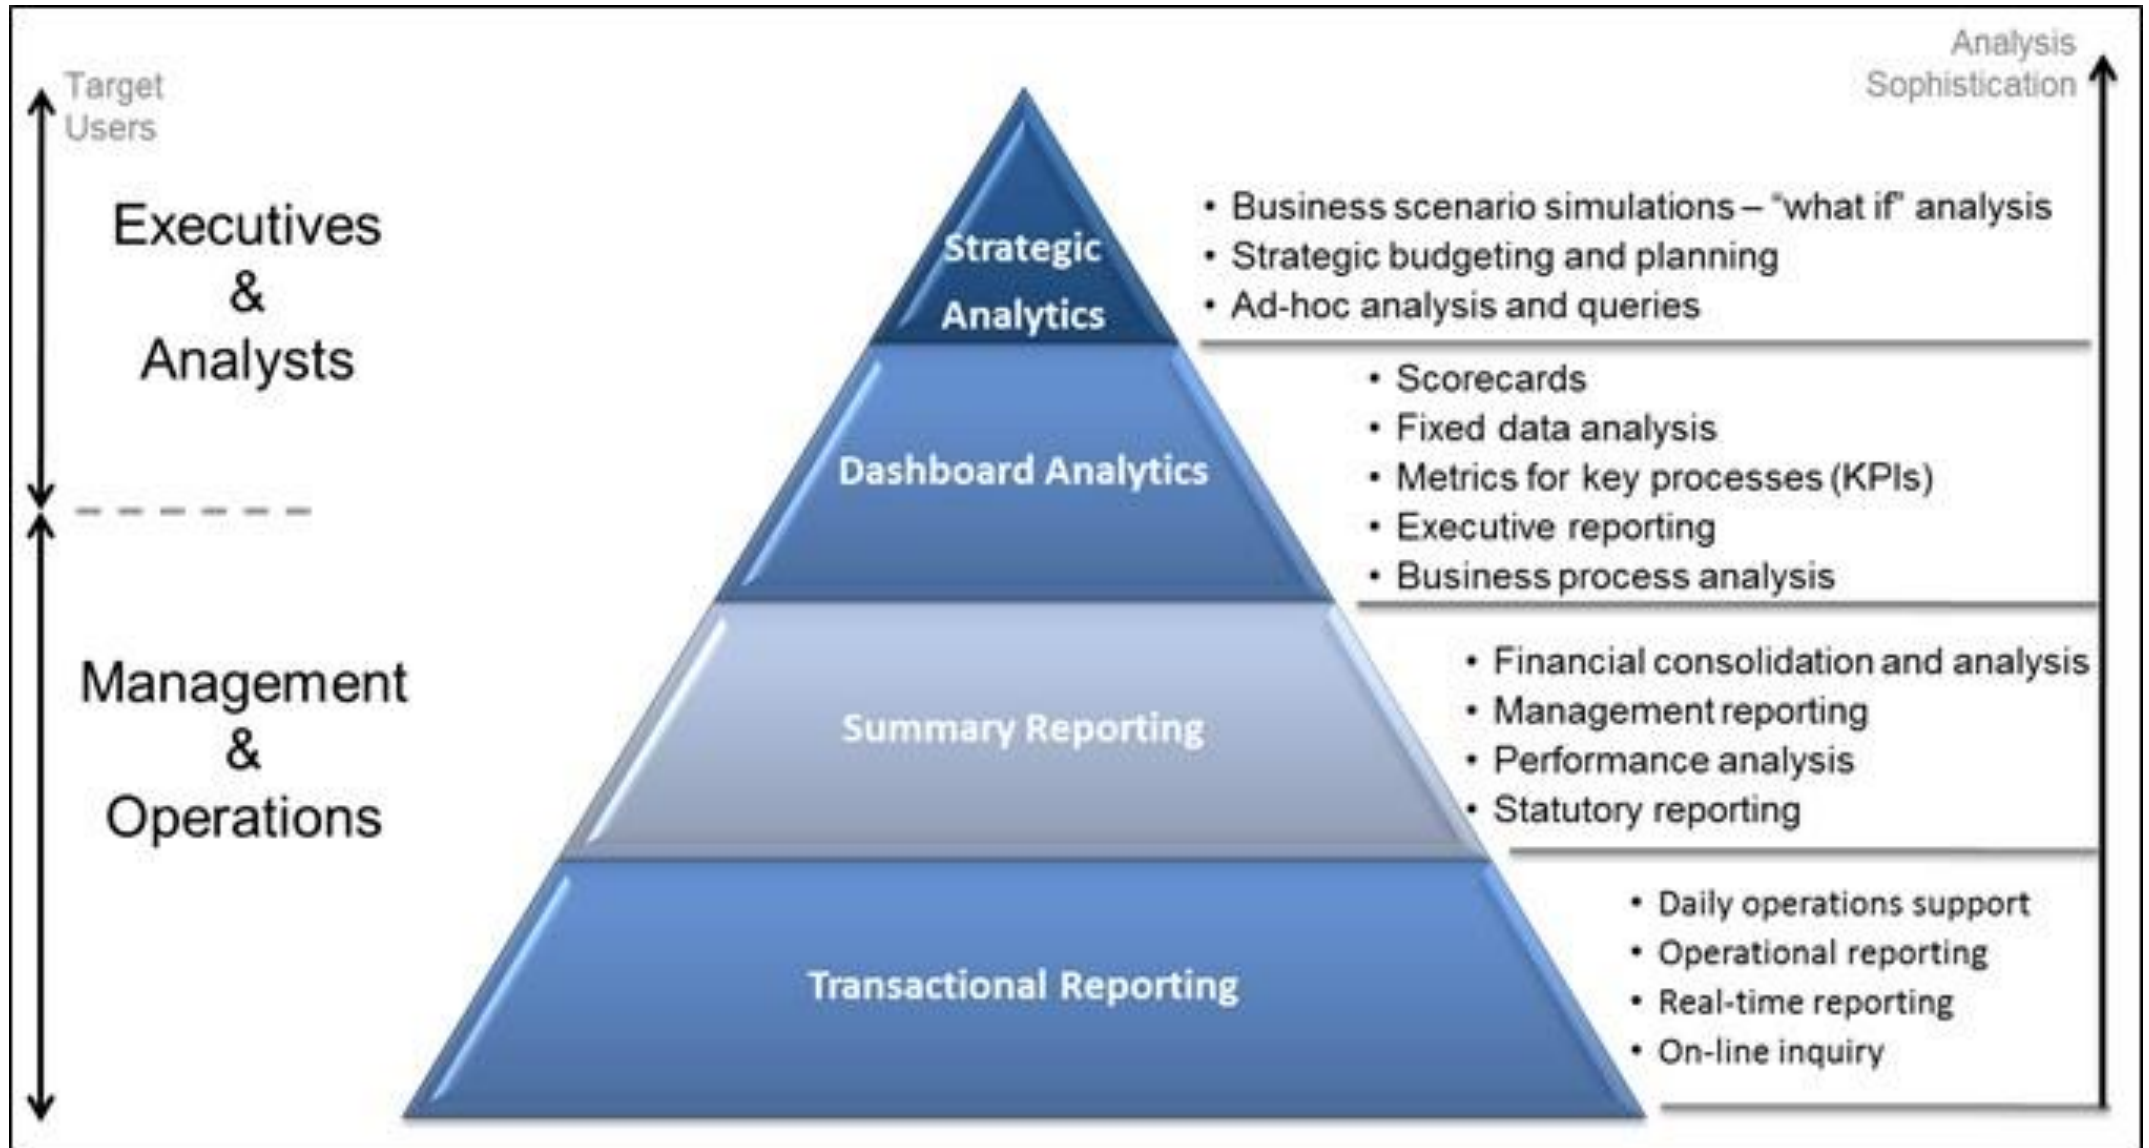 Target
Users
Analysis
Sophistication
Executives
&
Analysts
Management
&
Operations
Strategic
Analytics
• Business scenario simulations – “what if” analysis
• Strategic budgeting and planning
• Ad-hoc analysis and queries
Dashboard Analytics
• Scorecards
• Fixed data analysis
• Metrics for key processes (KPIs)
• Executive reporting
• Business process analysis
Summary Reporting
• Financial consolidation and analysis
• Management reporting
• Performance analysis
• Statutory reporting
Transactional Reporting
• Daily operations support
• Operational reporting
• Real-time reporting
• On-line inquiry